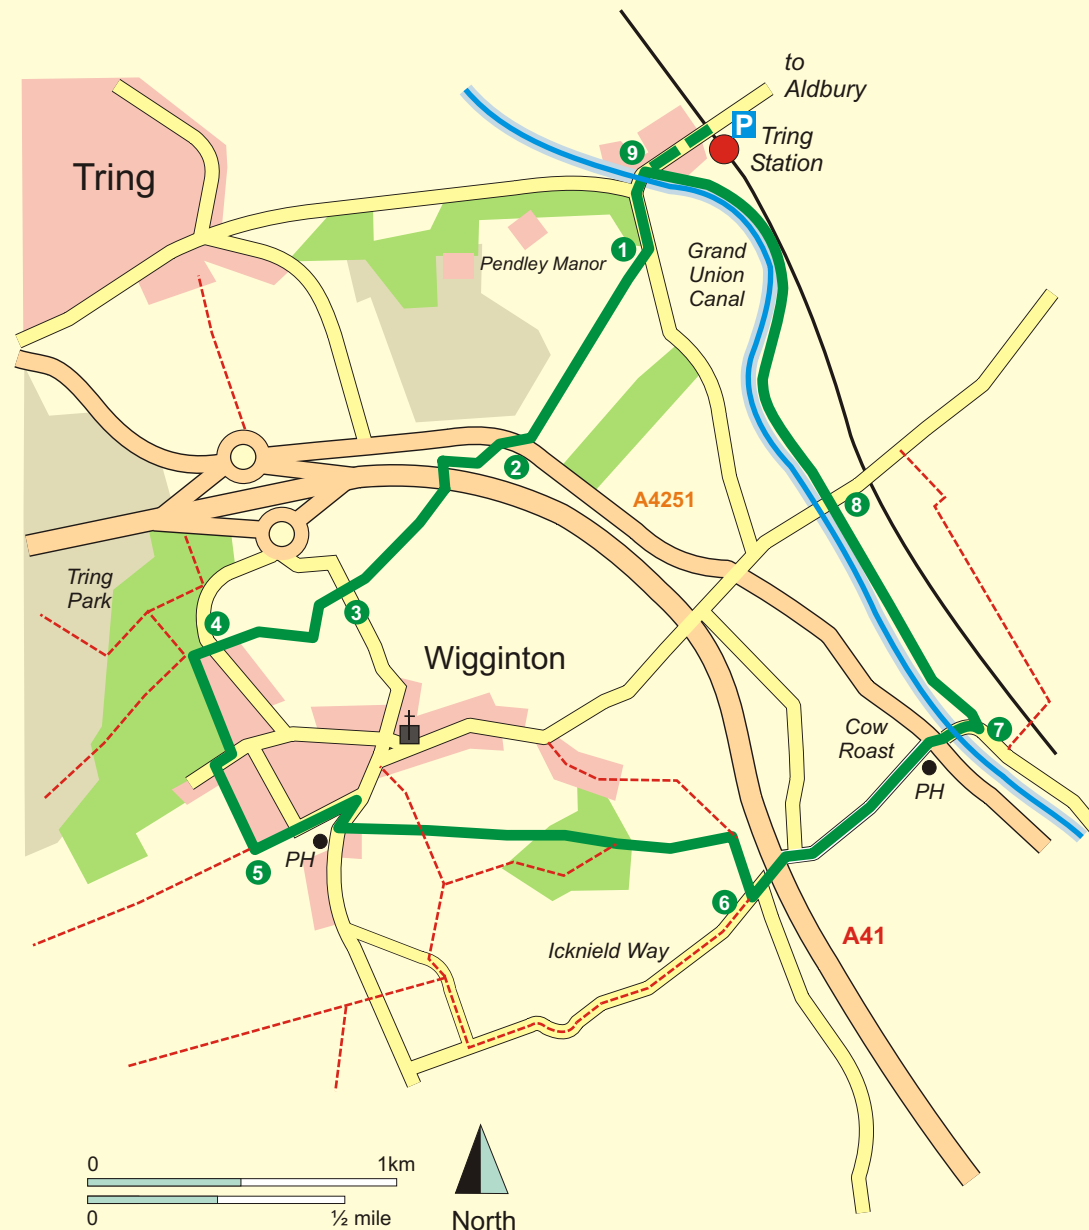 to
Aldbury
P
Tring
Station
9
Tring
1
Pendley Manor
Grand
Union
Canal
2
A4251
8
Tring
Park
4
3
Wigginton
Cow
Roast
7
PH
PH
5
6
Icknield Way
A41
0 1km
0 ½ mile
North